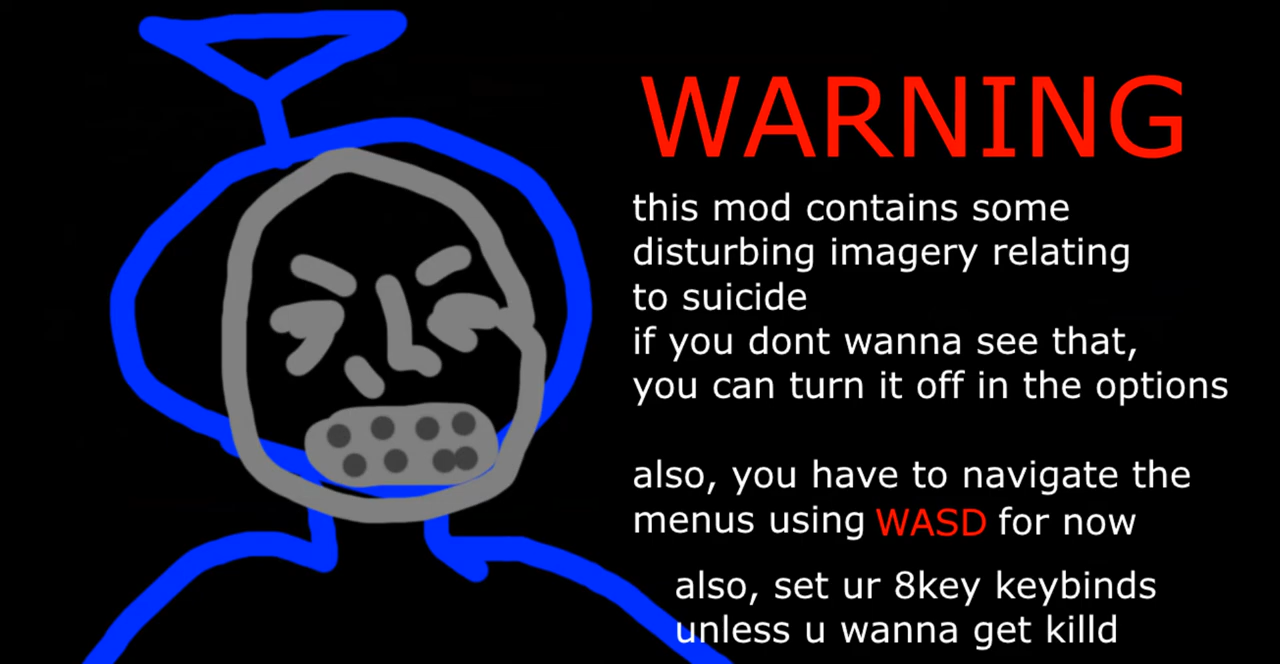 WARNING
this mod contains some
disturbing imagery relating
to suicide
if you dont wanna see that,
you can turn it off in the options
also, you have to navigate the
menus using WASD for now
also, set ur 8key keybinds
unless u wanna get killd